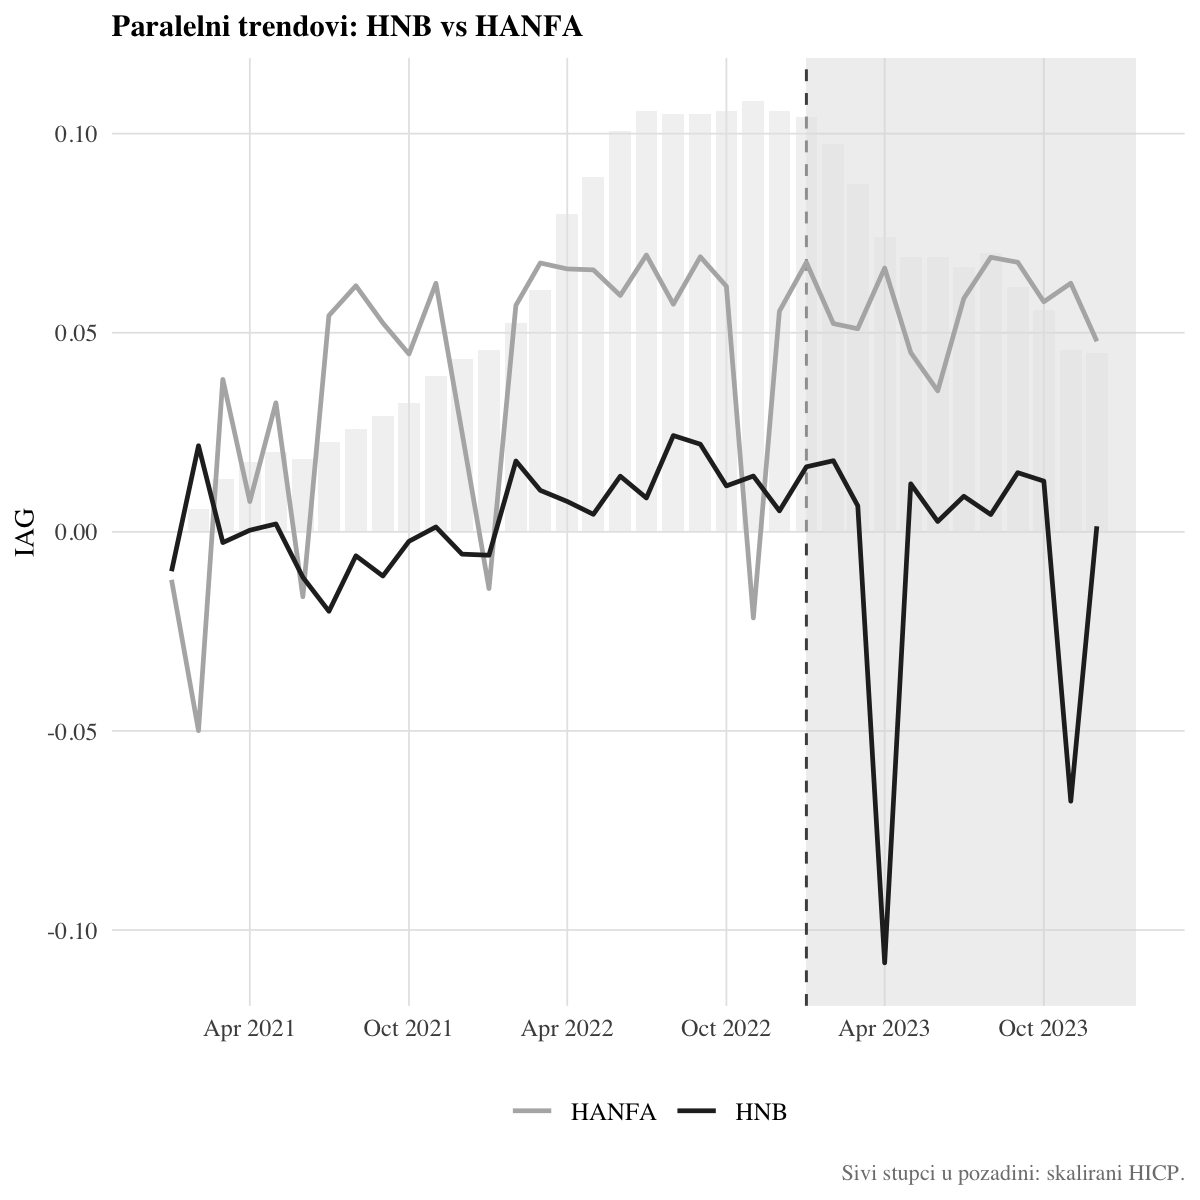 Paralelni trendovi: HNB vs HANFA
0.10
0.05
0.00
-0.05
-0.10
IAG
Apr 2021
Oct 2021
Apr 2022
Oct 2022
Apr 2023
Oct 2023
HANFA
HNB
Sivi stupci u pozadini: skalirani HICP.